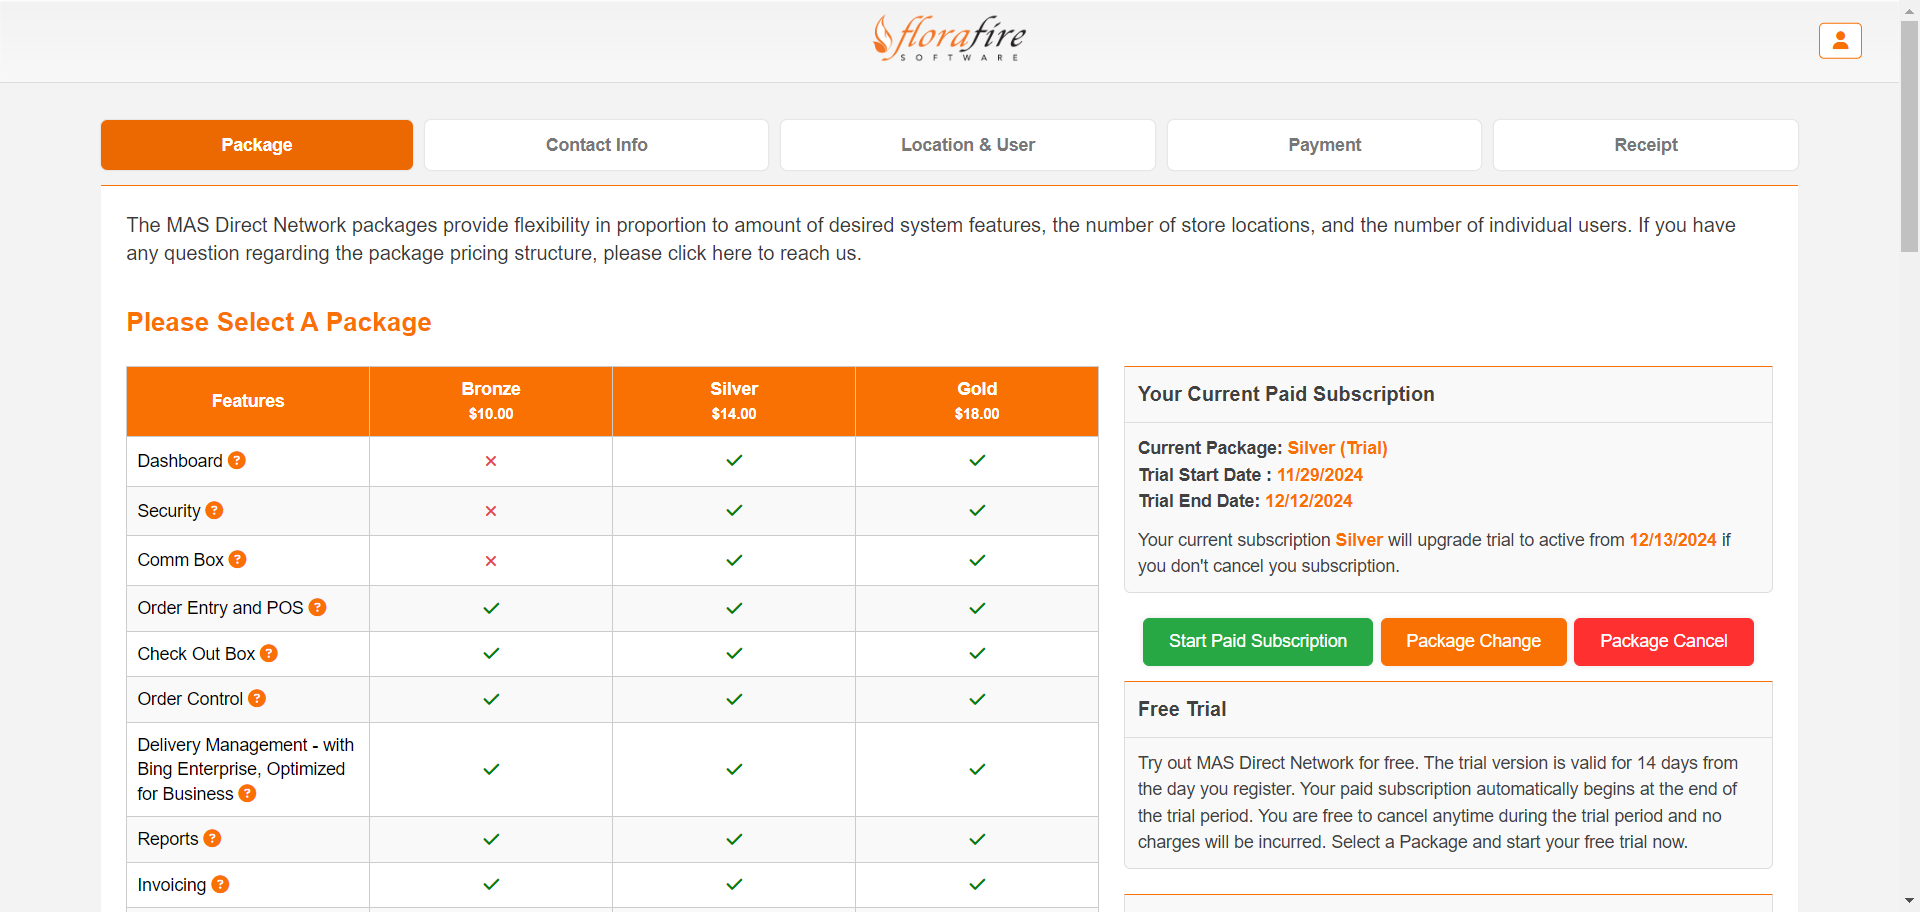 florafire
SOFTWARE
Package
Contact Info
Location & User
Payment
Receipt
The MAS Direct Network packages provide flexibility in proportion to amount of desired system features, the number of store locations, and the number of individual users. If you have
any question regarding the package pricing structure, please click here to reach us.
Please Select A Package
Features
Bronze
$10.00
Silver
$14.00
Gold
$18.00
Dashboard ?
Security ?
Comm Box ?
Order Entry and POS ?
Check Out Box ?
Order Control ?
Delivery Management - with
Bing Enterprise, Optimized
for Business ?
Reports ?
Invoicing ?
Your Current Paid Subscription
Current Package: Silver (Trial)
Trial Start Date : 11/29/2024
Trial End Date: 12/12/2024
Your current subscription Silver will upgrade trial to active from 12/13/2024 if
you don't cancel you subscription.
Start Paid Subscription
Package Change
Package Cancel
Free Trial
Try out MAS Direct Network for free. The trial version is valid for 14 days from
the day you register. Your paid subscription automatically begins at the end of
the trial period. You are free to cancel anytime during the trial period and no
charges will be incurred. Select a Package and start your free trial now.